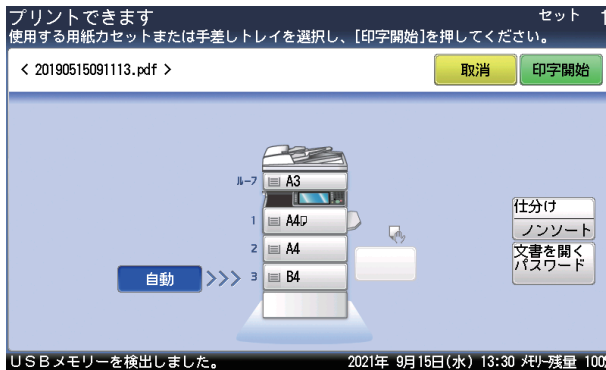 プリントできます
セット 1
使用する用紙カセットまたは手差しトレイを選択し、[印字開始]を押してください。
< 20190515091113.pdf >
取消
印字開始
ルーフ A3
1 A4
2 A4
自動 >>> 3 B4
仕分け
ノンソート
文書を開く
パスワード
USBメモリーを検出しました。
2021年 9月15日(水) 13:30 メモリー残量 100